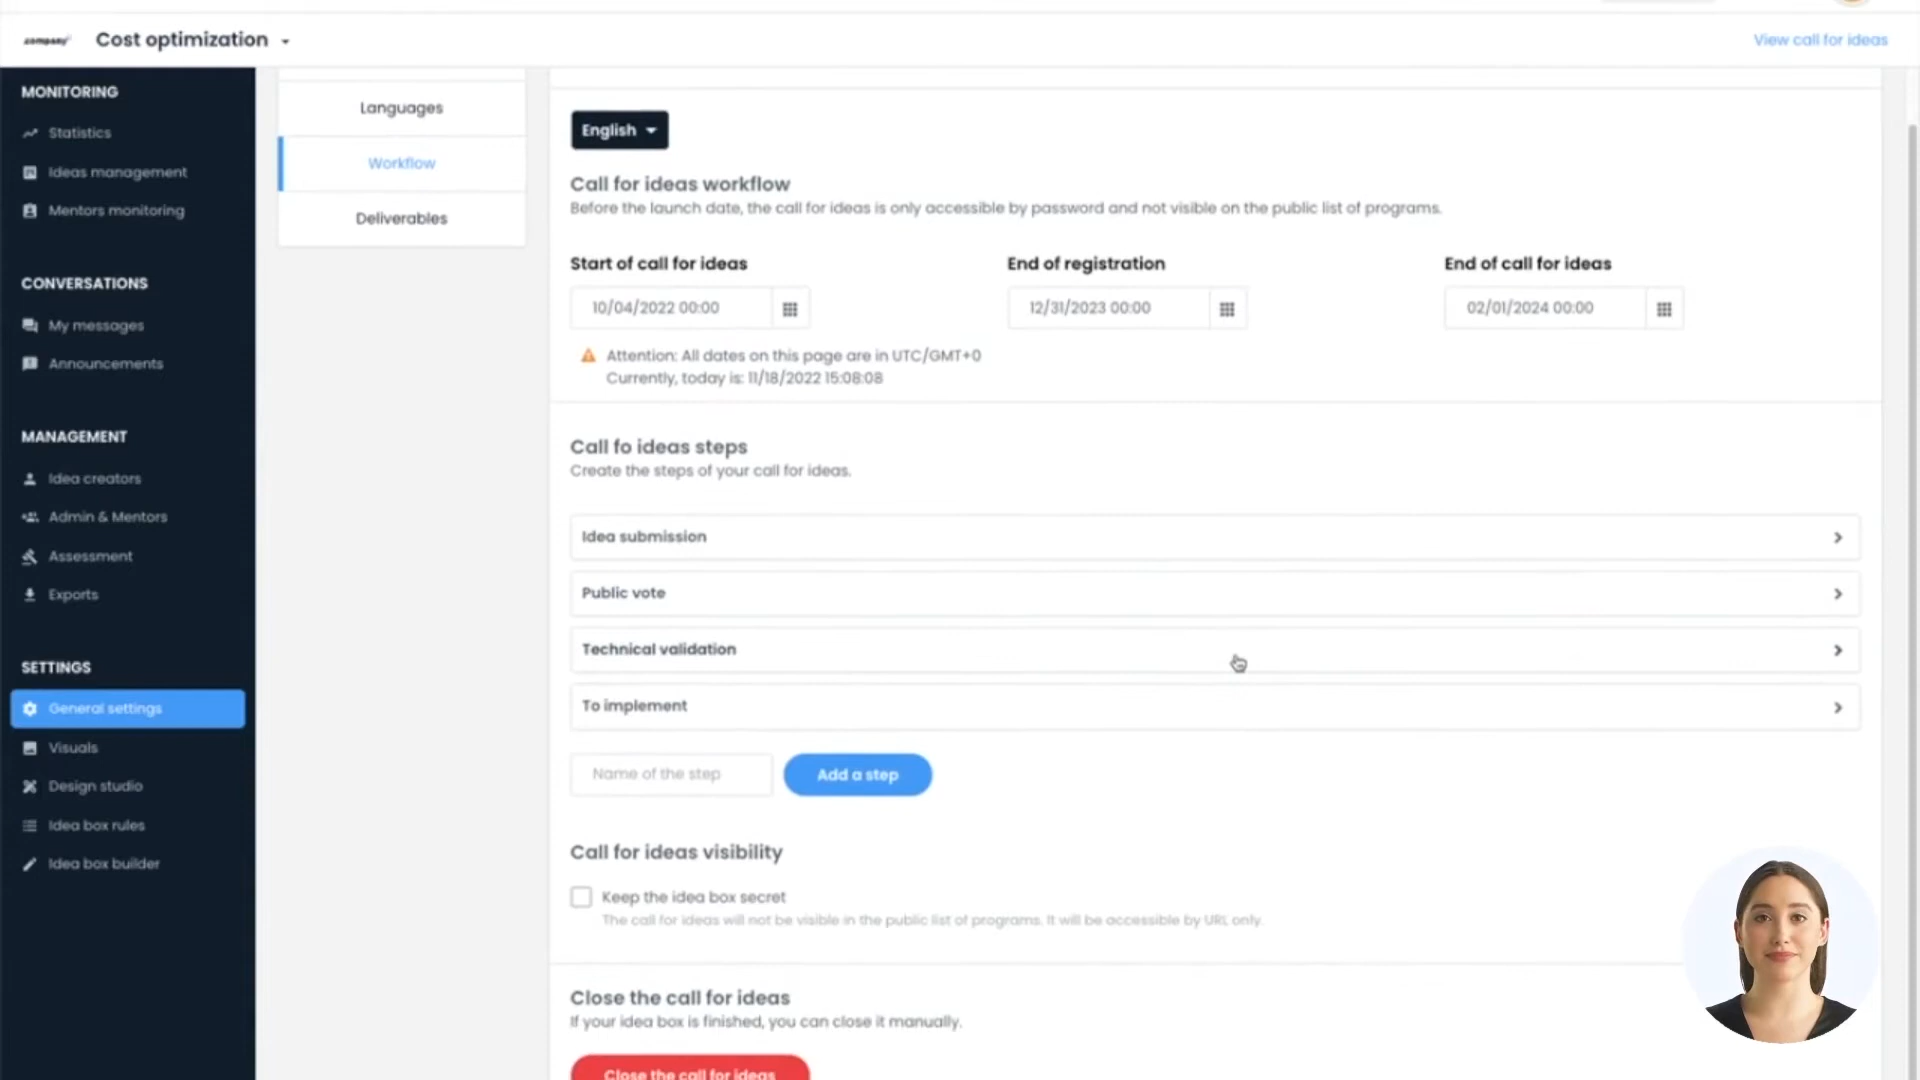 company
Cost optimization
View call for ideas
MONITORING
Statistics
Ideas management
Mentors monitoring
CONVERSATIONS
My messages
Announcements
MANAGEMENT
Idea creators
Admin & Mentors
Assessment
Exports
SETTINGS
General settings
Visuals
Design studio
Idea box rules
Idea box builder
Languages
Workflow
Deliverables
English
Call for ideas workflow
Before the launch date, the call for ideas is only accessible by password and not visible on the public list of programs.
Start of call for ideas
End of registration
End of call for ideas
10/04/2022 00:00
12/31/2023 00:00
02/01/2024 00:00
Attention: All dates on this page are in UTC/GMT+0
Currently, today is: 11/18/2022 15:08:08
Call fo ideas steps
Create the steps of your call for ideas.
Idea submission
Public vote
Technical validation
To implement
Name of the step
Add a step
Call for ideas visibility
Keep the idea box secret
The call for ideas will not be visible in the public list of programs. It will be accessible by URL only.
Close the call for ideas
If your idea box is finished, you can close it manually.
Close the call for ideas